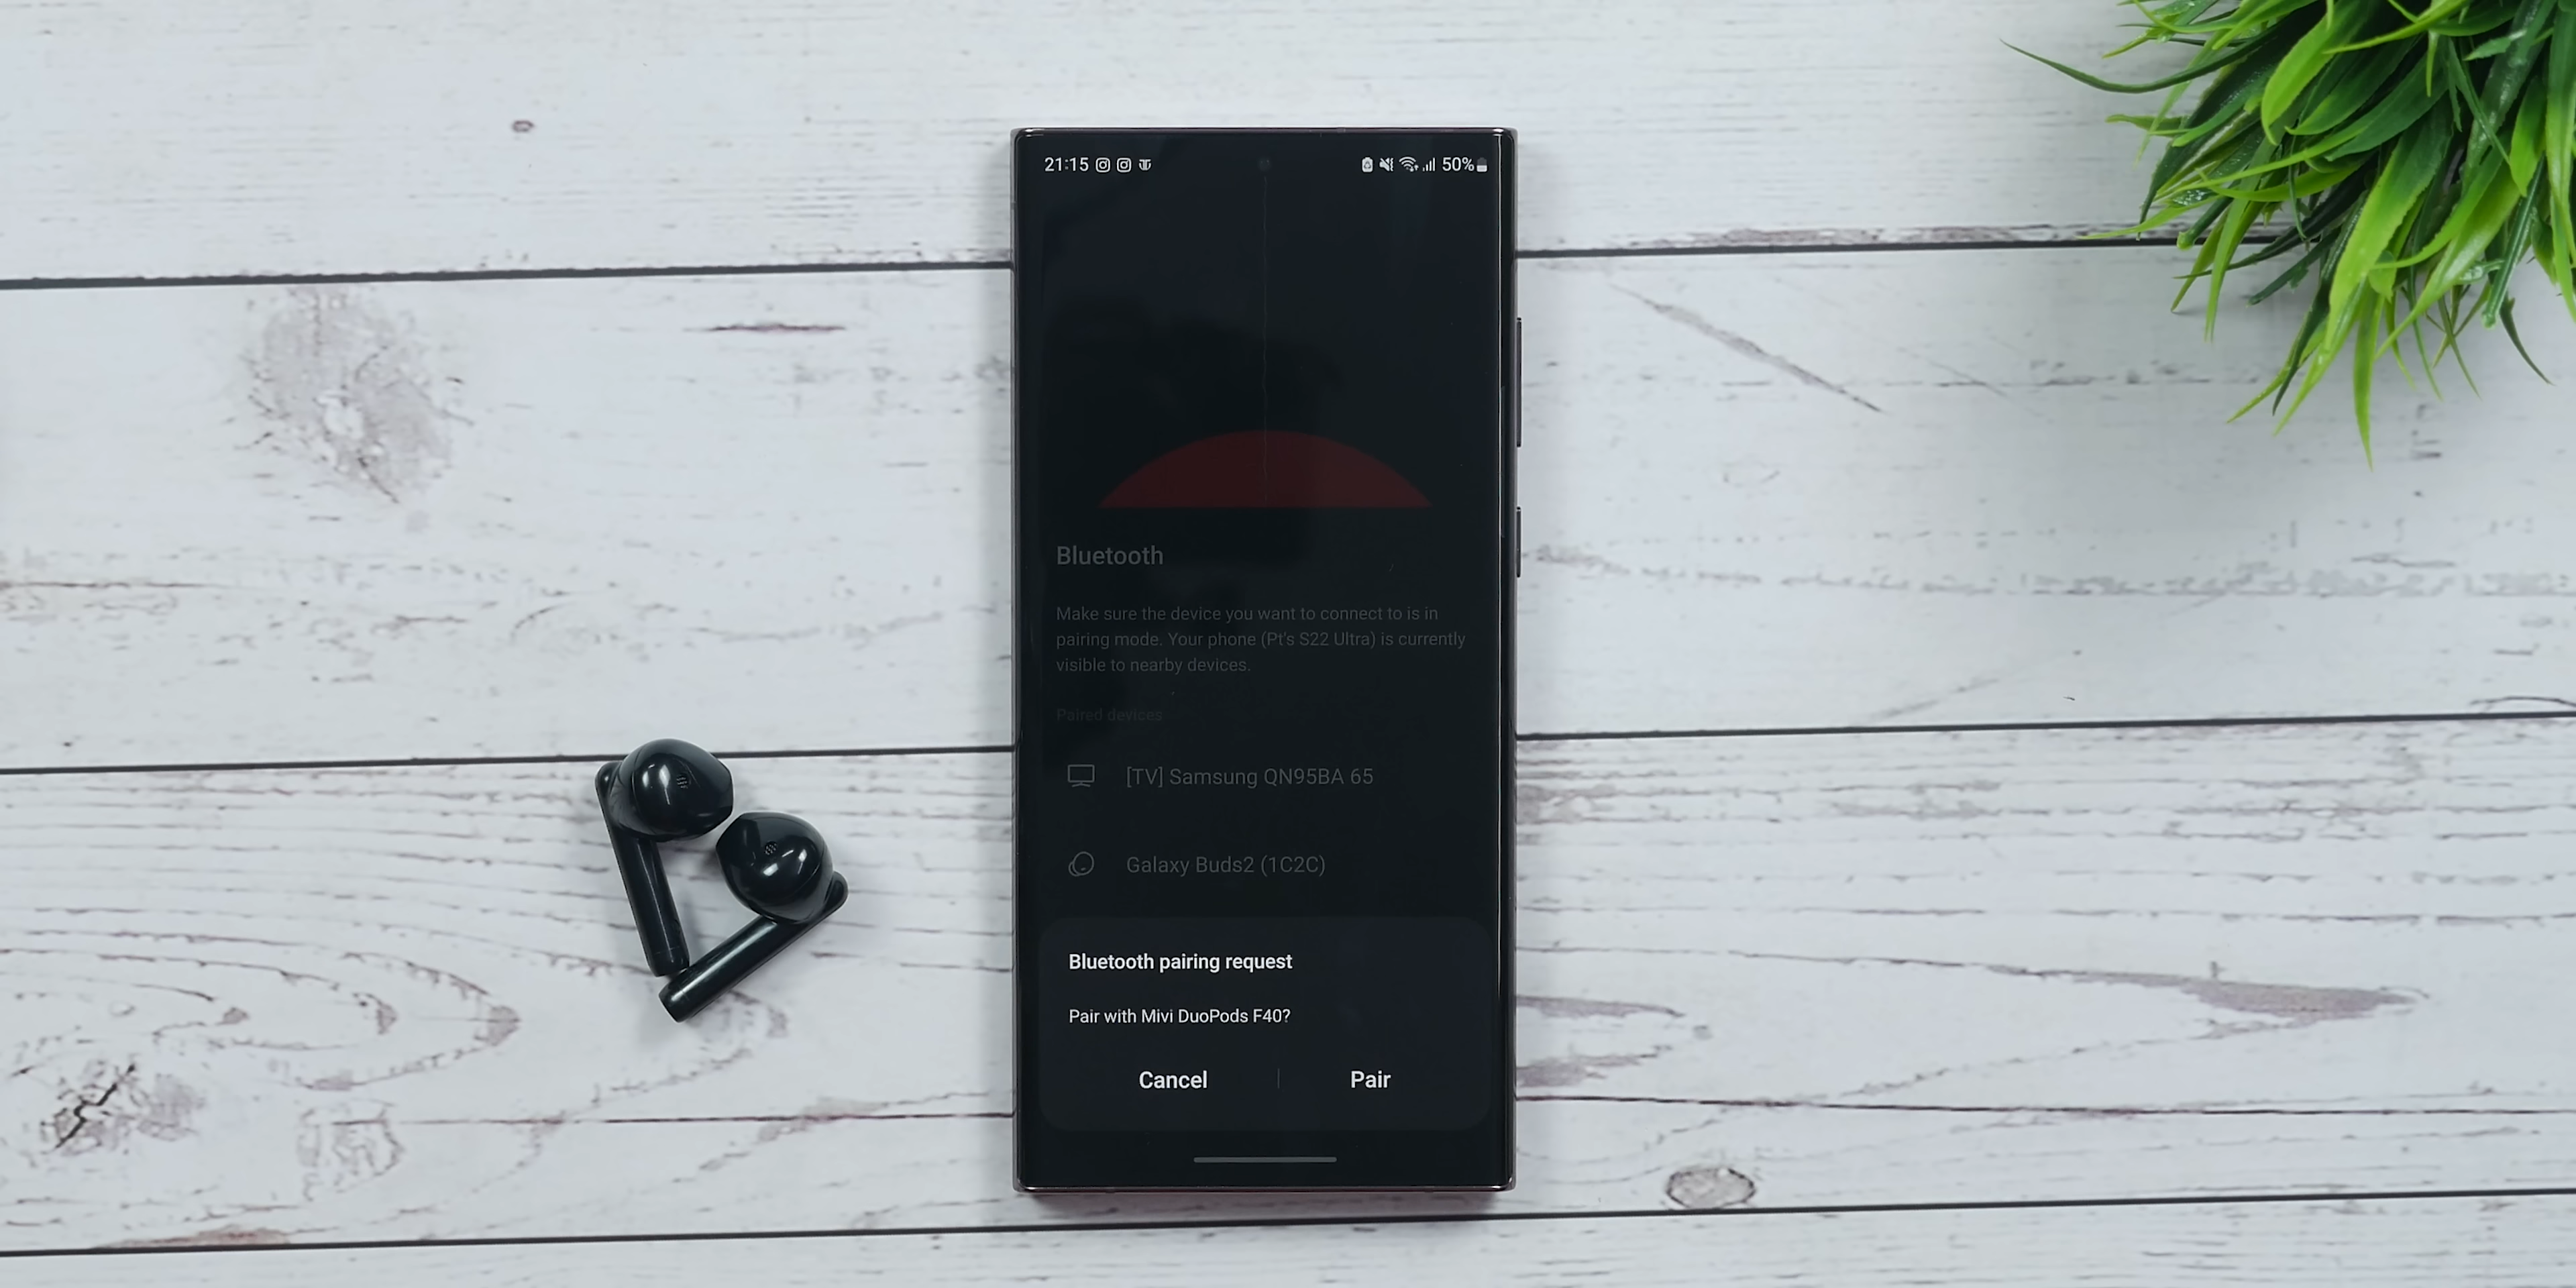 21:15 50%
Bluetooth
Make sure the device you want to connect to is in
pairing mode. Your phone (Pt's S22 Ultra) is currently
visible to nearby devices.
Paired devices
[TV] Samsung QN95BA 65
Galaxy Buds2 (1C2C)
Bluetooth pairing request
Pair with Mivi DuoPods F40?
Cancel Pair